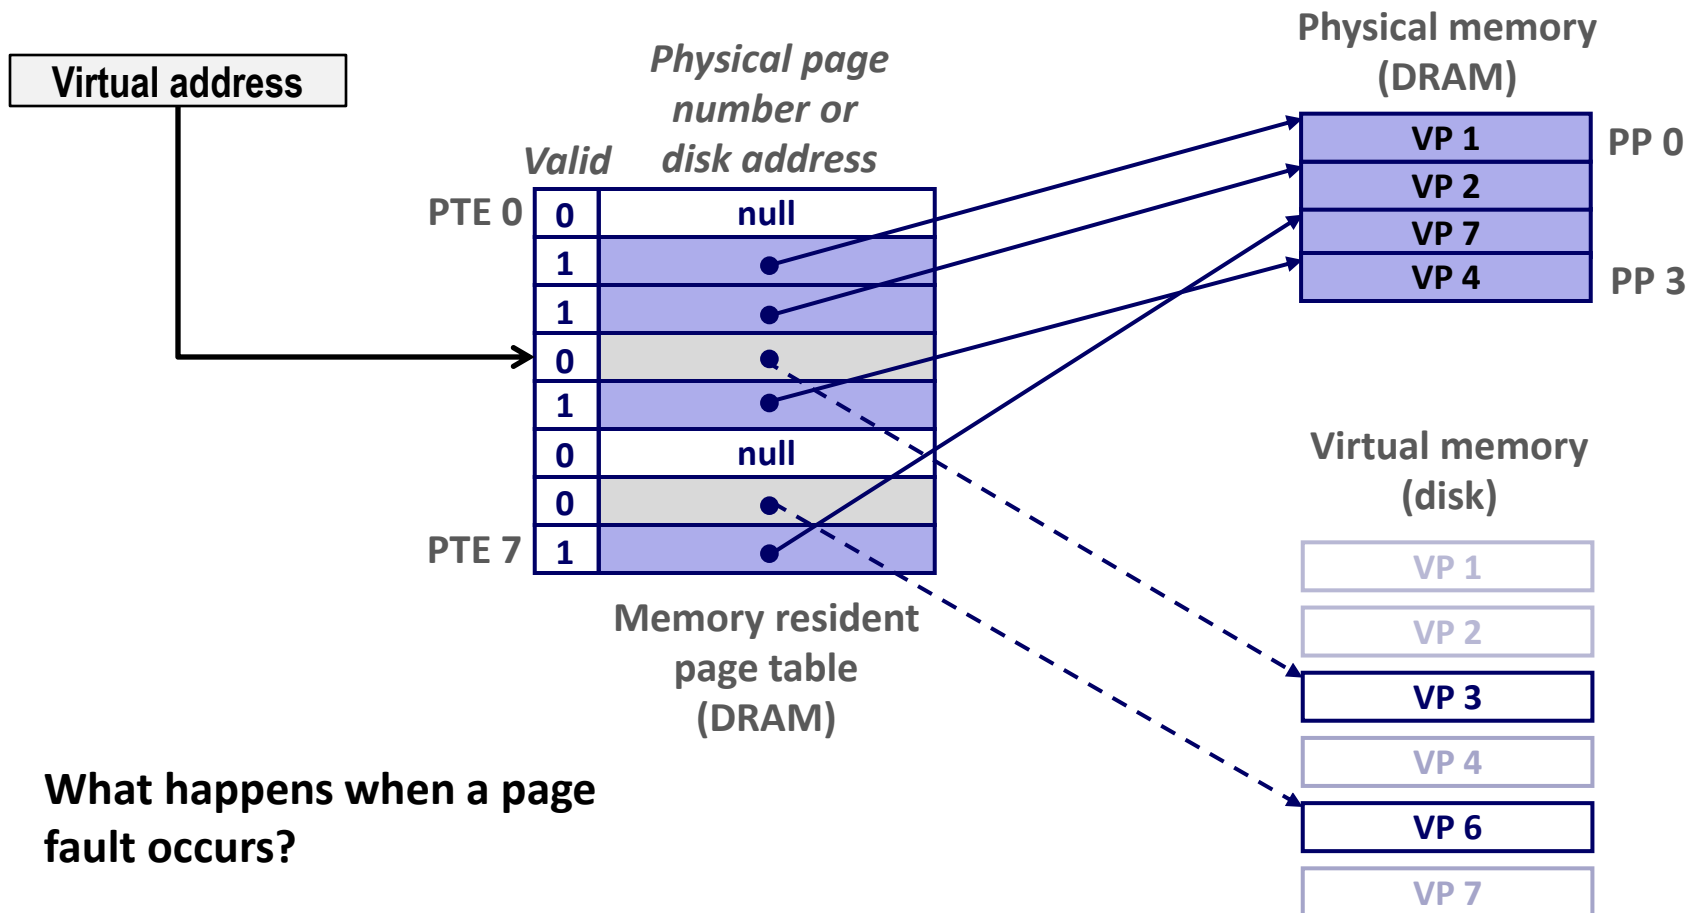 Virtual address
Physical page
number or
disk address
Valid
PTE 0
0
null
1
1
0
1
0
null
0
PTE 7
1
Memory resident
page table
(DRAM)
Physical memory
(DRAM)
VP 1
PP 0
VP 2
VP 7
VP 4
PP 3
Virtual memory
(disk)
VP 1
VP 2
VP 3
VP 4
VP 6
VP 7
What happens when a page
fault occurs?